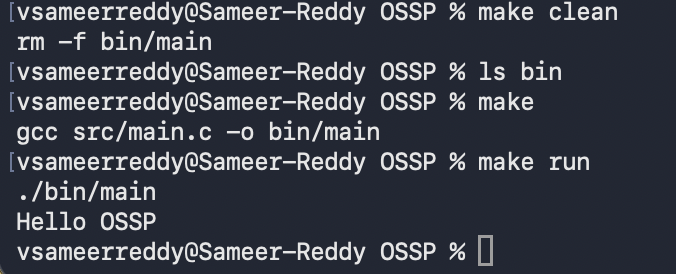 [vsameerreddy@Sameer-Reddy OSSP % make clean
rm -f bin/main
[vsameerreddy@Sameer-Reddy OSSP % ls bin
[vsameerreddy@Sameer-Reddy OSSP % make
gcc src/main.c -o bin/main
[vsameerreddy@Sameer-Reddy OSSP % make run
./bin/main
Hello OSSP
vsameerreddy@Sameer-Reddy OSSP %